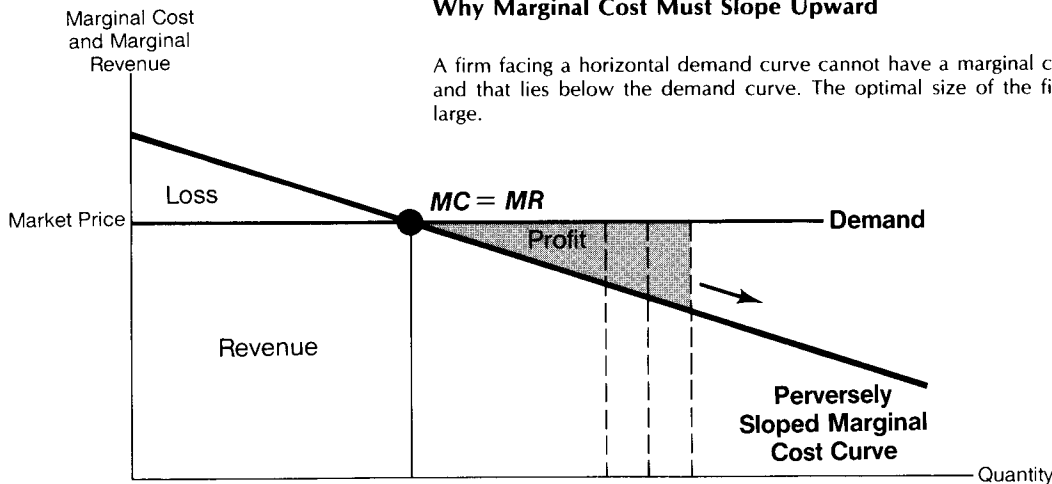 Why Marginal Cost Must Slope Upward
Marginal Cost
and Marginal
Revenue
A firm facing a horizontal demand curve cannot have a marginal c
and that lies below the demand curve. The optimal size of the fi
large.
Loss
MC = MR
Market Price
Demand
Profit
Revenue
Perversely
Sloped Marginal
Cost Curve
Quantity